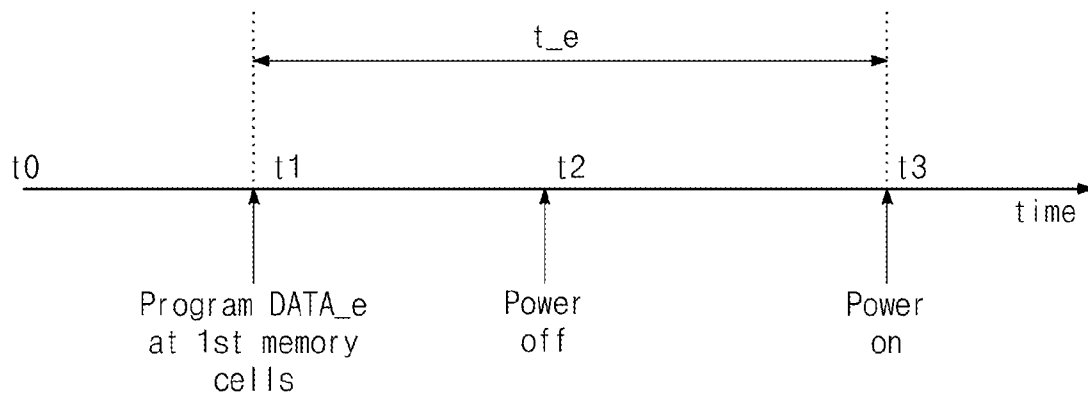 t_e
t0
t1
t2
t3
time
Program DATA_e
at 1st memory
cells
Power
off
Power
on